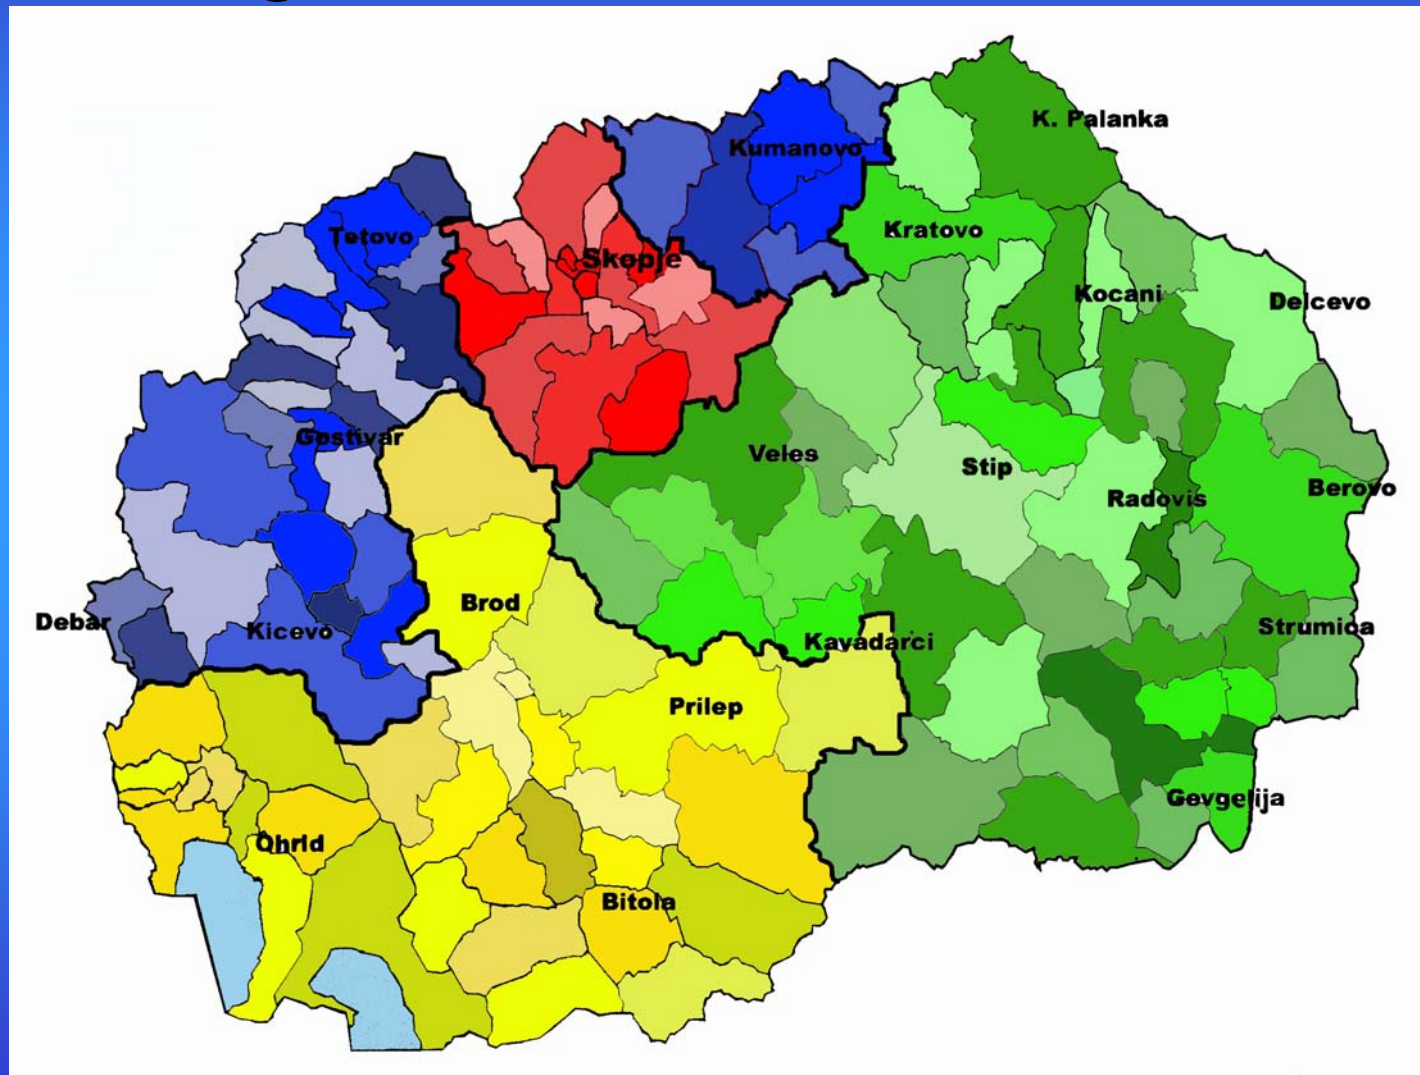 K. Palanka
Kumanovo
Kratovo
Tetovo
Skopje
Kocani
Delcevo
Gostivar
Veles
Stip
Berovo
Radovis
Brod
Debar
Kicevo
Strumica
Kavadarci
Prilep
Gevgelija
Ohrid
Bitola